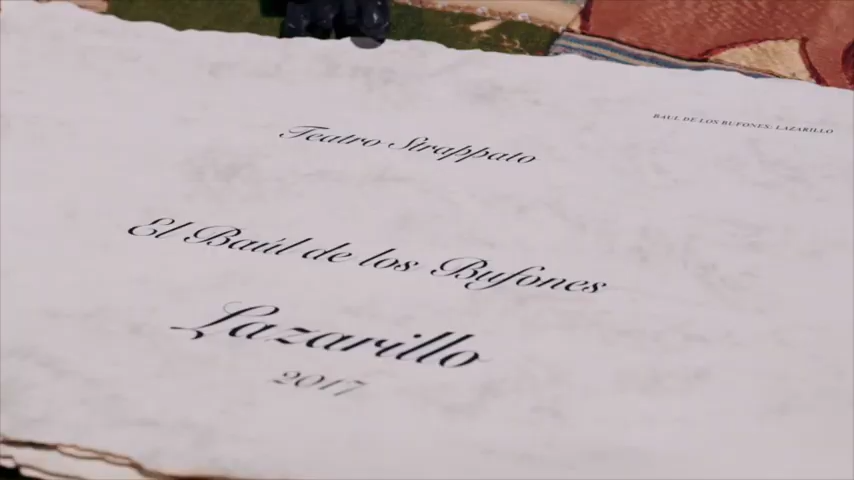 BAUL DE LOS BUFONES: LAZARILLO
Teatro Strappato
El Baúl de los Bufones
Lazarillo
2017